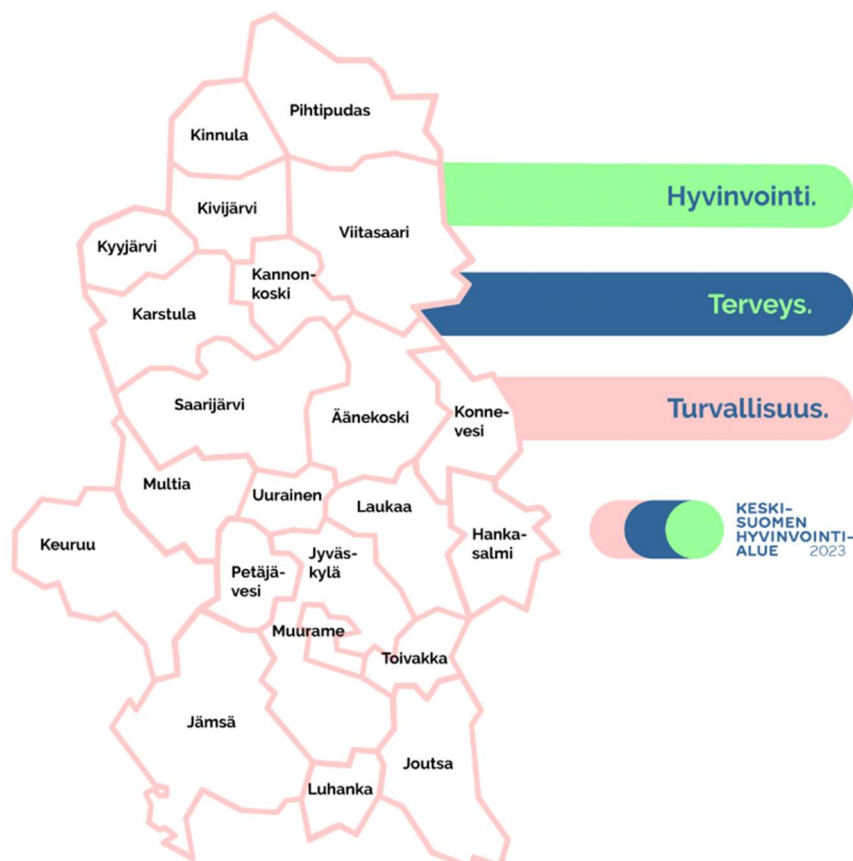 Pihtipudas
Kinnula
Hyvinvointi.
Kivijärvi
Viitasaari
Kyyjärvi
Kannon-
koski
Terveys.
Karstula
Saarijärvi
Äänekoski
Konne-
vesi
Turvallisuus.
Multia
Uurainen
Laukaa
Keuruu
Petäjä-
vesi
Jyväs-
kylä
Hanka-
salmi
KESKI-
SUOMEN
HYVINVOINTI-
ALUE 2023
Muurame
Toivakka
Jämsä
Joutsa
Luhanka